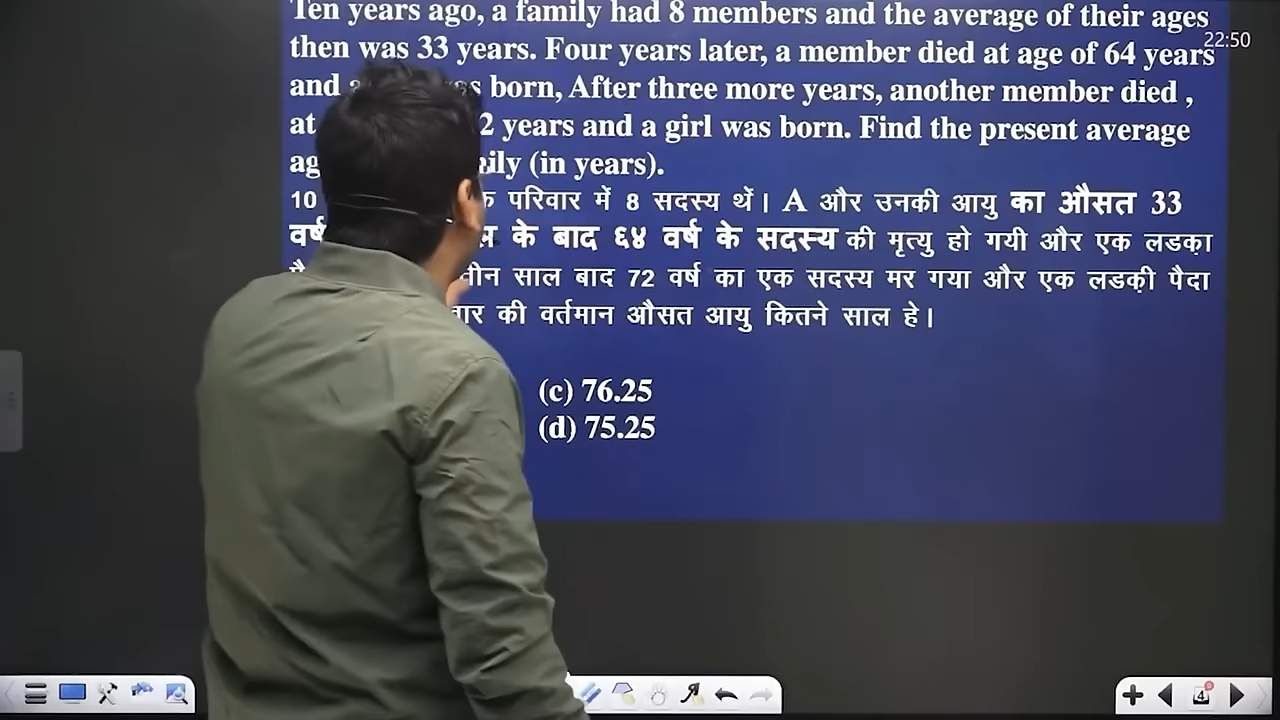 Ten years ago, a family had 8 members and the average of their ages
22:50
then was 33 years. Four years later, a member died at age of 64 years
and born, After three more years, another member died ,
at years and a girl was born. Find the present average
(in years).
10 परिवार में 8 सदस्य थें। A और उनकी आयु का औसत 33
के बाद ६४ वर्ष के सदस्य की मृत्यु हो गयी और एक लडक़ा
साल बाद 72 वर्ष का एक सदस्य मर गया और एक लडक़ी पैदा
की वर्तमान औसत आयु कितने साल हे।
(c) 76.25
(d) 75.25
4